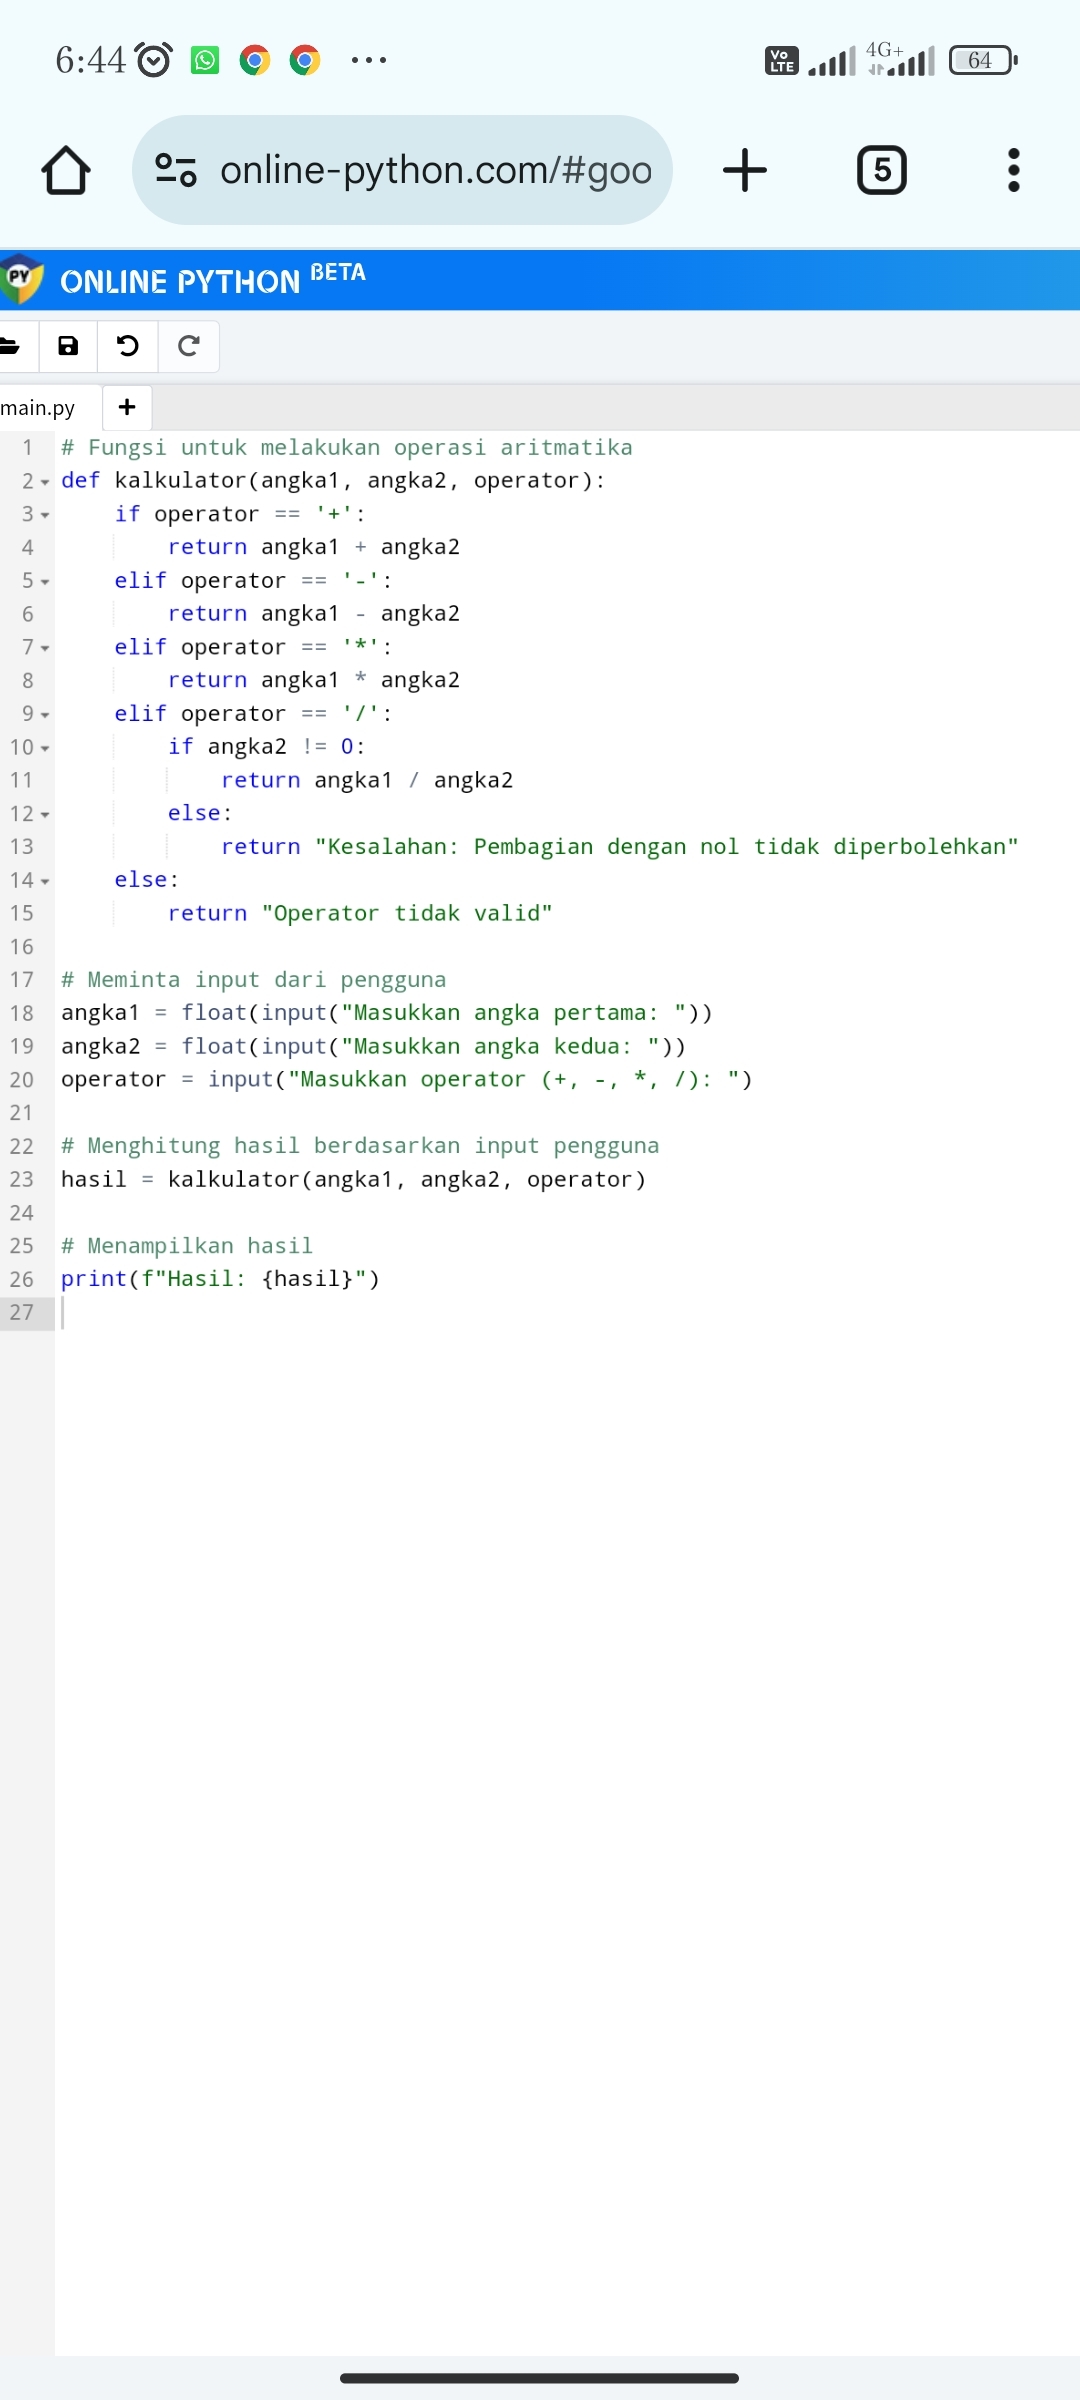 6:44
Vo LTE 4G+ 64
online-python.com/#goo
5
PY ONLINE PYTHON BETA
main.py +
1 # Fungsi untuk melakukan operasi aritmatika
2 def kalkulator(angka1, angka2, operator):
3     if operator == '+':
4         return angka1 + angka2
5     elif operator == '-':
6         return angka1 - angka2
7     elif operator == '*':
8         return angka1 * angka2
9     elif operator == '/':
10         if angka2 != 0:
11             return angka1 / angka2
12         else:
13             return "Kesalahan: Pembagian dengan nol tidak diperbolehkan"
14     else:
15         return "Operator tidak valid"
16
17 # Meminta input dari pengguna
18 angka1 = float(input("Masukkan angka pertama: "))
19 angka2 = float(input("Masukkan angka kedua: "))
20 operator = input("Masukkan operator (+, -, *, /): ")
21
22 # Menghitung hasil berdasarkan input pengguna
23 hasil = kalkulator(angka1, angka2, operator)
24
25 # Menampilkan hasil
26 print(f"Hasil: {hasil}")
27